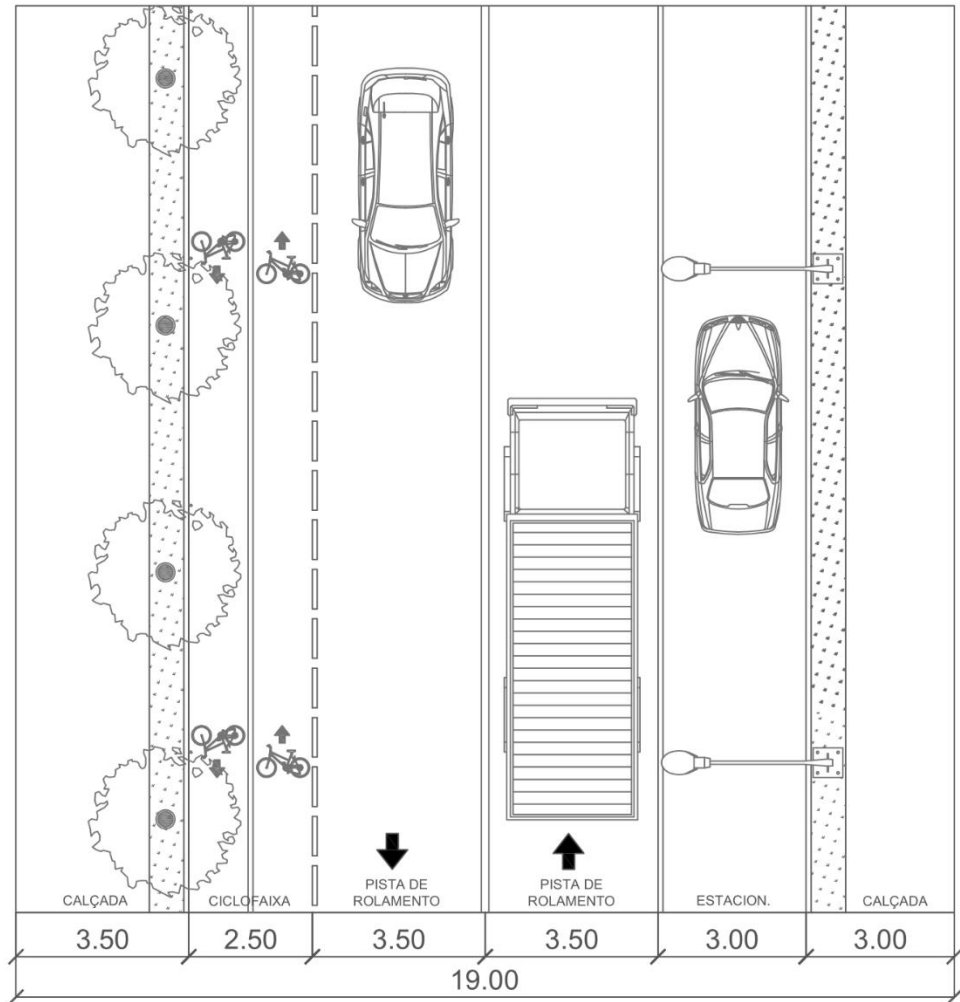 CALÇADA
CICLOFAIXA
PISTA DE
ROLAMENTO
PISTA DE
ROLAMENTO
ESTACION.
CALÇADA
3.50
2.50
3.50
3.50
3.00
3.00
19.00